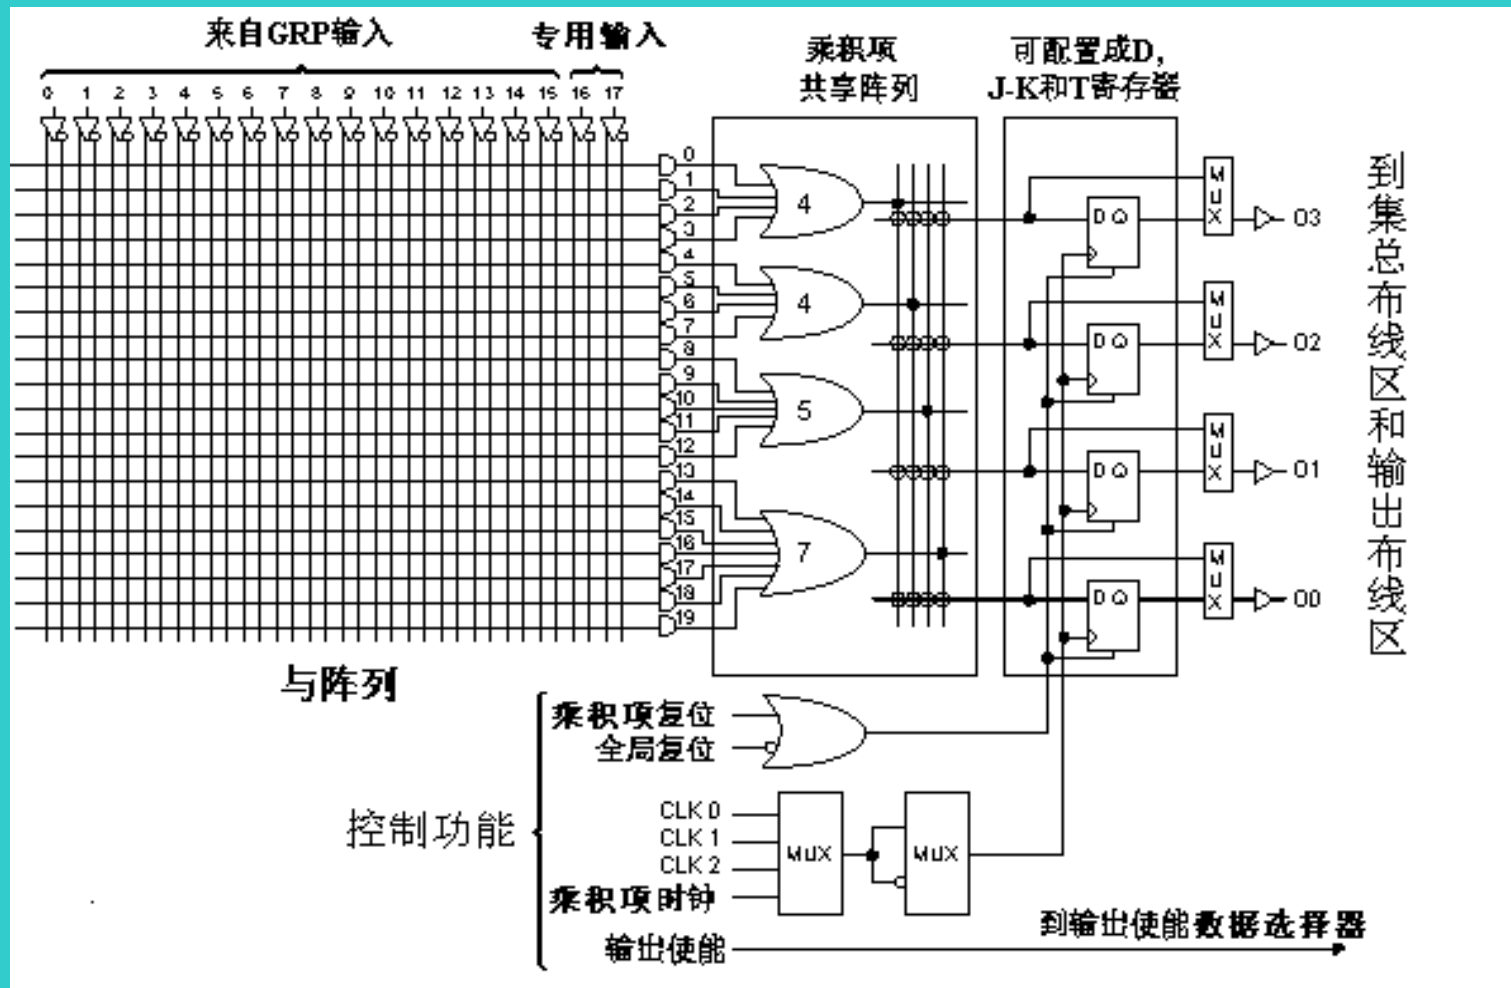 来自GRP输入 专用输入
0 1 2 3 4 5 6 7 8 9 10 11 12 13 14 15 16 17
乘积项
共享阵列
可配置成D,
J-K和T寄存器
0
1
2
3
4
5
6
7
8
9
10
11
12
13
14
15
16
17
18
19
4
4
5
7
D Q
D Q
D Q
D Q
MUX
MUX
MUX
MUX
O3
O2
O1
O0
到集总布线区和输出布线区
与阵列
控制功能
乘积项复位
全局复位
CLK 0
CLK 1
CLK 2
乘积项时钟
MUX
MUX
输出使能
到输出使能数据选择器